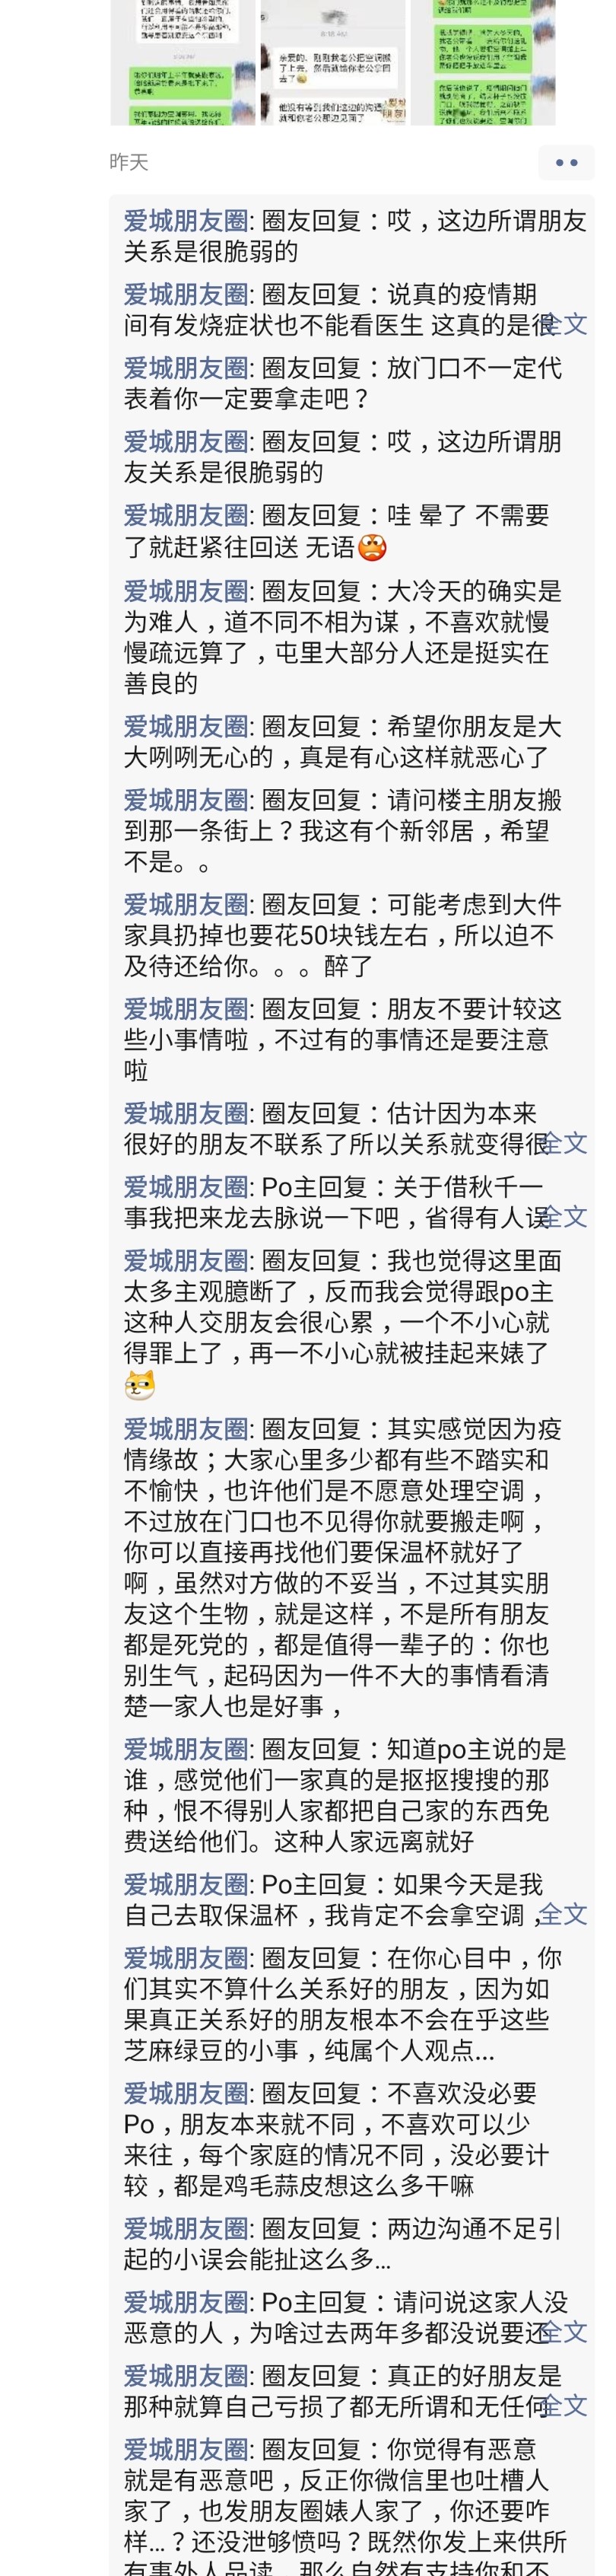 8:18 AM
亲爱的、刚刚我老公把空调搬
了上去，然后就给你老公拿回
去了
就和你老公那边见面了
昨天
爱城朋友圈: 圈友回复：哎，这边所谓朋友
关系是很脆弱的
爱城朋友圈: 圈友回复：说真的疫情期
间有发烧症状也不能看医生 这真的是很全文
爱城朋友圈: 圈友回复：放门口不一定代
表着你一定要拿走吧？
爱城朋友圈: 圈友回复：哎，这边所谓朋
友关系是很脆弱的
爱城朋友圈: 圈友回复：哇 晕了 不需要
了就赶紧往回送 无语
爱城朋友圈: 圈友回复：大冷天的确实是
为难人，道不同不相为谋，不喜欢就慢
慢疏远算了，屯里大部分人还是挺实在
善良的
爱城朋友圈: 圈友回复：希望你朋友是大
大咧咧无心的，真是有心这样就恶心了
爱城朋友圈: 圈友回复：请问楼主朋友搬
到那一条街上？我这有个新邻居，希望
不是。。
爱城朋友圈: 圈友回复：可能考虑到大件
家具扔掉也要花50块钱左右，所以迫不
及待还给你。。。醉了
爱城朋友圈: 圈友回复：朋友不要计较这
些小事情啦，不过有的事情还是要注意
啦
爱城朋友圈: 圈友回复：估计因为本来
很好的朋友不联系了所以关系就变得很全文
爱城朋友圈: Po主回复：关于借秋千一
事我把来龙去脉说一下吧，省得有人误全文
爱城朋友圈: 圈友回复：我也觉得这里面
太多主观臆断了，反而我会觉得跟po主
这种人交朋友会很心累，一个不小心就
得罪上了，再一不小心就被挂起来婊了
爱城朋友圈: 圈友回复：其实感觉因为疫
情缘故；大家心里多少都有些不踏实和
不愉快，也许他们是不愿意处理空调，
不过放在门口也不见得你就要搬走啊，
你可以直接再找他们要保温杯就好了
啊，虽然对方做的不妥当，不过其实朋
友这个生物，就是这样，不是所有朋友
都是死党的，都是值得一辈子的：你也
别生气，起码因为一件不大的事情看清
楚一家人也是好事，
爱城朋友圈: 圈友回复：知道po主说的是
谁，感觉他们一家真的是抠抠搜搜的那
种，恨不得别人家都把自己家的东西免
费送给他们。这种人家远离就好
爱城朋友圈: Po主回复：如果今天是我
自己去取保温杯，我肯定不会拿空调，全文
爱城朋友圈: 圈友回复：在你心目中，你
们其实不算什么关系好的朋友，因为如
果真正关系好的朋友根本不会在乎这些
芝麻绿豆的小事，纯属个人观点...
爱城朋友圈: 圈友回复：不喜欢没必要
Po，朋友本来就不同，不喜欢可以少
来往，每个家庭的情况不同，没必要计
较，都是鸡毛蒜皮想这么多干嘛
爱城朋友圈: 圈友回复：两边沟通不足引
起的小误会能扯这么多...
爱城朋友圈: Po主回复：请问说这家人没
恶意的人，为啥过去两年多都没说要还全文
爱城朋友圈: 圈友回复：真正的好朋友是
那种就算自己亏损了都无所谓和无任何全文
爱城朋友圈: 圈友回复：你觉得有恶意
就是有恶意吧，反正你微信里也吐槽人
家了，也发朋友圈婊人家了，你还要咋
样...？还没泄够愤吗？既然你发上来供所
有事外人品读，那么自然有支持你和不